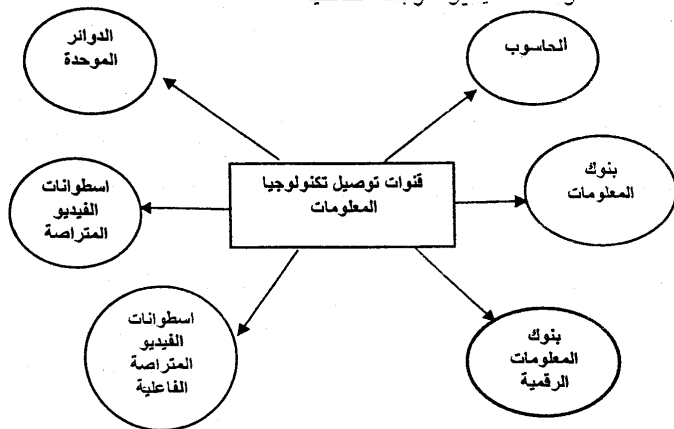 الدوائر
الموحدة
الحاسوب
قنوات توصيل تكنولوجيا
المعلومات
بنوك
المعلومات
اسطوانات
الفيديو
المتراصة
اسطوانات
الفيديو
المتراصة
الفاعلية
بنوك
المعلومات
الرقمية